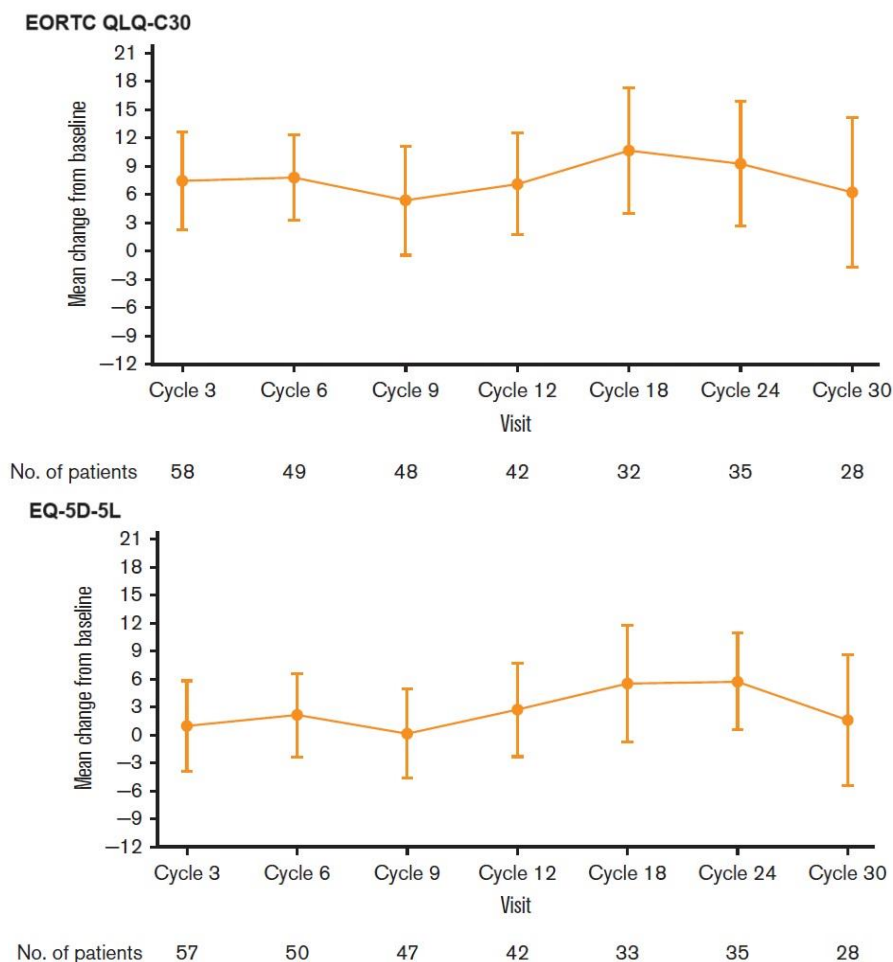 EORTC QLQ-C30
21
18
15
12
9
6
3
0
−3
−6
−9
−12
Mean change from baseline
Cycle 3 Cycle 6 Cycle 9 Cycle 12 Cycle 18 Cycle 24 Cycle 30
Visit
No. of patients 58 49 48 42 32 35 28
EQ-5D-5L
21
18
15
12
9
6
3
0
−3
−6
−9
−12
Mean change from baseline
Cycle 3 Cycle 6 Cycle 9 Cycle 12 Cycle 18 Cycle 24 Cycle 30
Visit
No. of patients 57 50 47 42 33 35 28